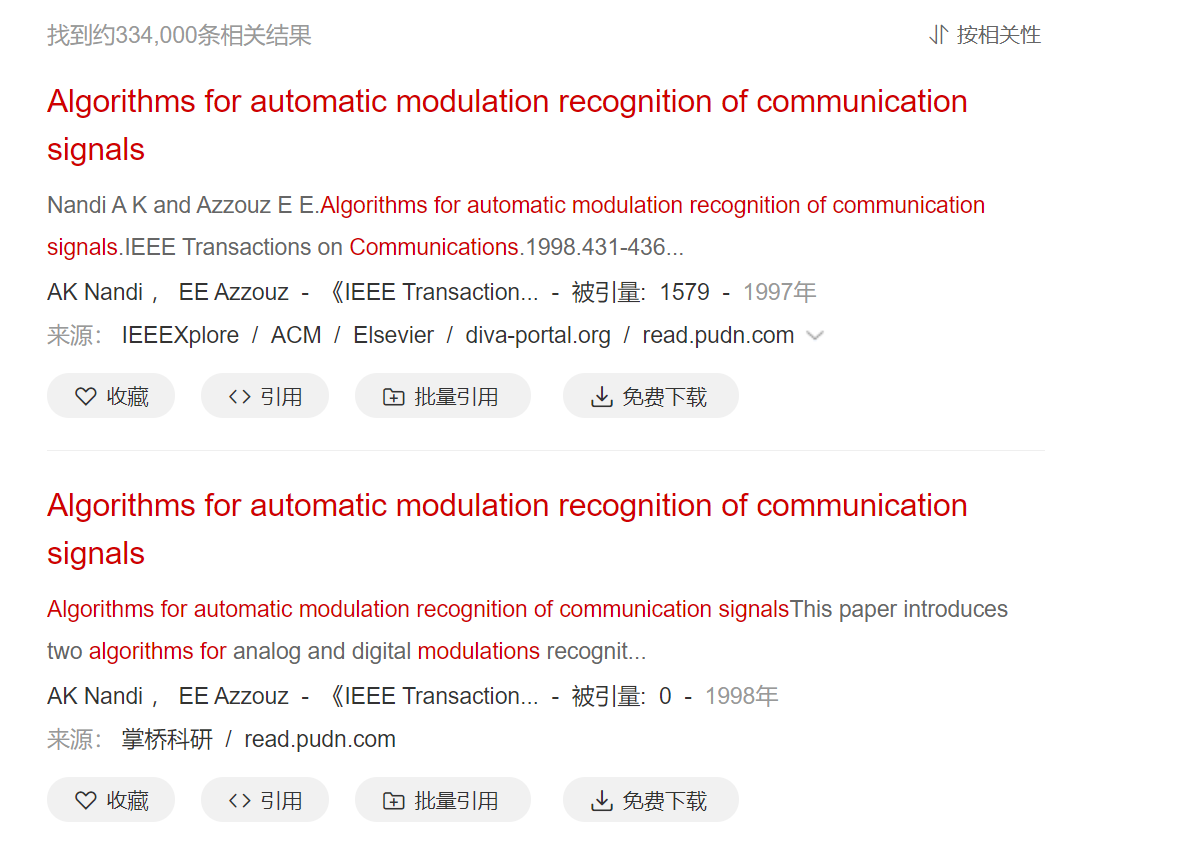 找到约334,000条相关结果
按相关性
Algorithms for automatic modulation recognition of communication
signals
Nandi A K and Azzouz E E.Algorithms for automatic modulation recognition of communication
signals.IEEE Transactions on Communications.1998.431-436...
AK Nandi， EE Azzouz - 《IEEE Transaction... - 被引量: 1579 - 1997年
来源： IEEEXplore / ACM / Elsevier / diva-portal.org / read.pudn.com
收藏 <> 引用 批量引用 免费下载
Algorithms for automatic modulation recognition of communication
signals
Algorithms for automatic modulation recognition of communication signalsThis paper introduces
two algorithms for analog and digital modulations recognit...
AK Nandi， EE Azzouz - 《IEEE Transaction... - 被引量: 0 - 1998年
来源： 掌桥科研 / read.pudn.com
收藏 <> 引用 批量引用 免费下载